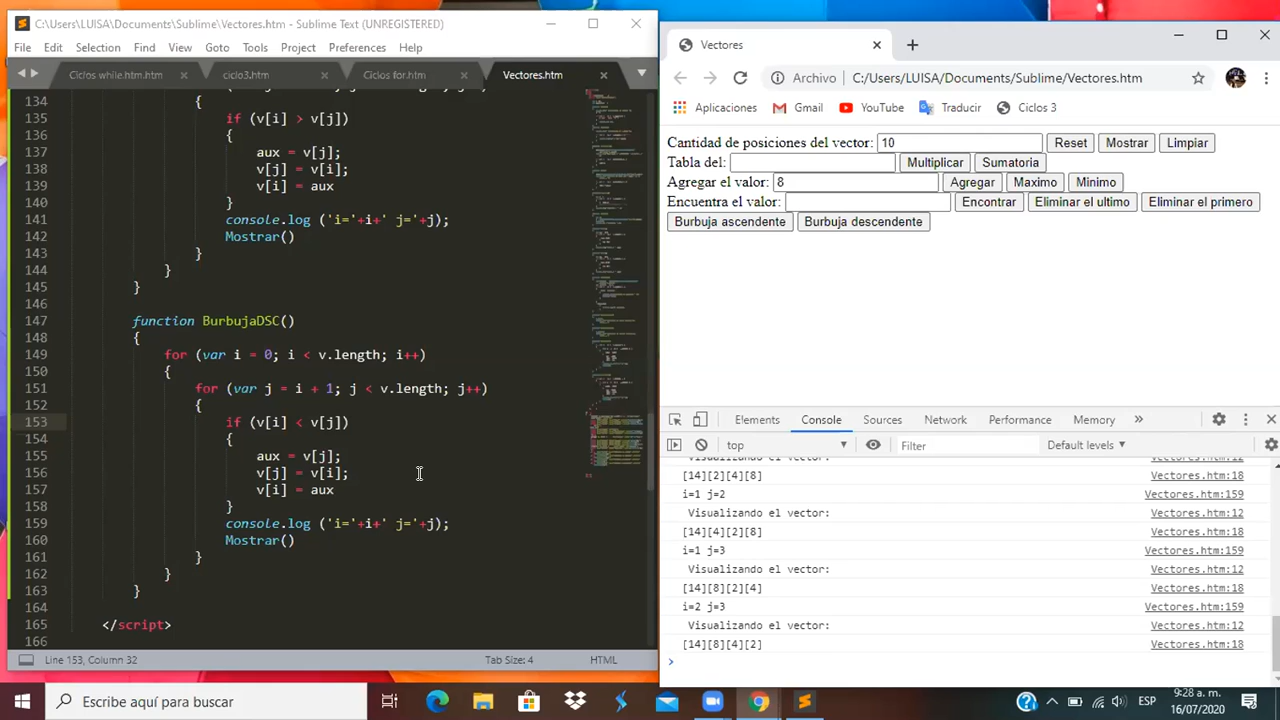 C:\Users\LUISA\Documents\Sublime\Vectores.htm - Sublime Text (UNREGISTERED)
File Edit Selection Find View Goto Tools Project Preferences Help
Ciclos while.htm.htm ciclo3.htm Ciclos for.htm Vectores.htm
134 {
135 if (v[i] > v[j])
136 {
137 aux = v[j];
138 v[j] = v[i];
139 v[i] = aux
140 }
141 console.log ('i='+i+' j='+j);
142 Mostrar()
143 }
144 }
145 }
146
147 BurbujaDSC()
148 {
149 (var i = 0; i < v.length; i++)
150
151 for (var j = i + 1; < v.length; j++)
152 {
153 if (v[i] < v[j])
154 {
155 aux = v[j];
156 v[j] = v[i];
157 v[i] = aux
158 }
159 console.log ('i='+i+' j='+j);
160 Mostrar()
161 }
162 }
163 }
164
165 </script>
166
Line 153, Column 32 Tab Size: 4 HTML
Vectores
Archivo C:/Users/LUISA/Documents/Sublime/Vectores.htm
Aplicaciones Gmail YouTube Traducir Correo
Cantidad de posiciones del vector: 10 Reset Mostrar Limpiar
Tabla del: Multiplicar Sumatoria
Agregar el valor: 8 Agregar Maximo Minimo
Encuentra el valor: Encontrar Eliminar el ultimo Eliminar el primero
Burbuja ascendente Burbuja decediente
Elements Console Sources Network Performance Memory
top Filter
Visualizando el vector: Vectores.htm:12
[14][2][4][8] Vectores.htm:18
i=1 j=2 Vectores.htm:159
Visualizando el vector: Vectores.htm:12
[14][4][2][8] Vectores.htm:18
i=1 j=3 Vectores.htm:159
Visualizando el vector: Vectores.htm:12
[14][8][2][4] Vectores.htm:18
i=2 j=3 Vectores.htm:159
Visualizando el vector: Vectores.htm:12
[14][8][4][2] Vectores.htm:18
Escribe aquí para buscar
ESP
9:28 a. m.
16/07/2020